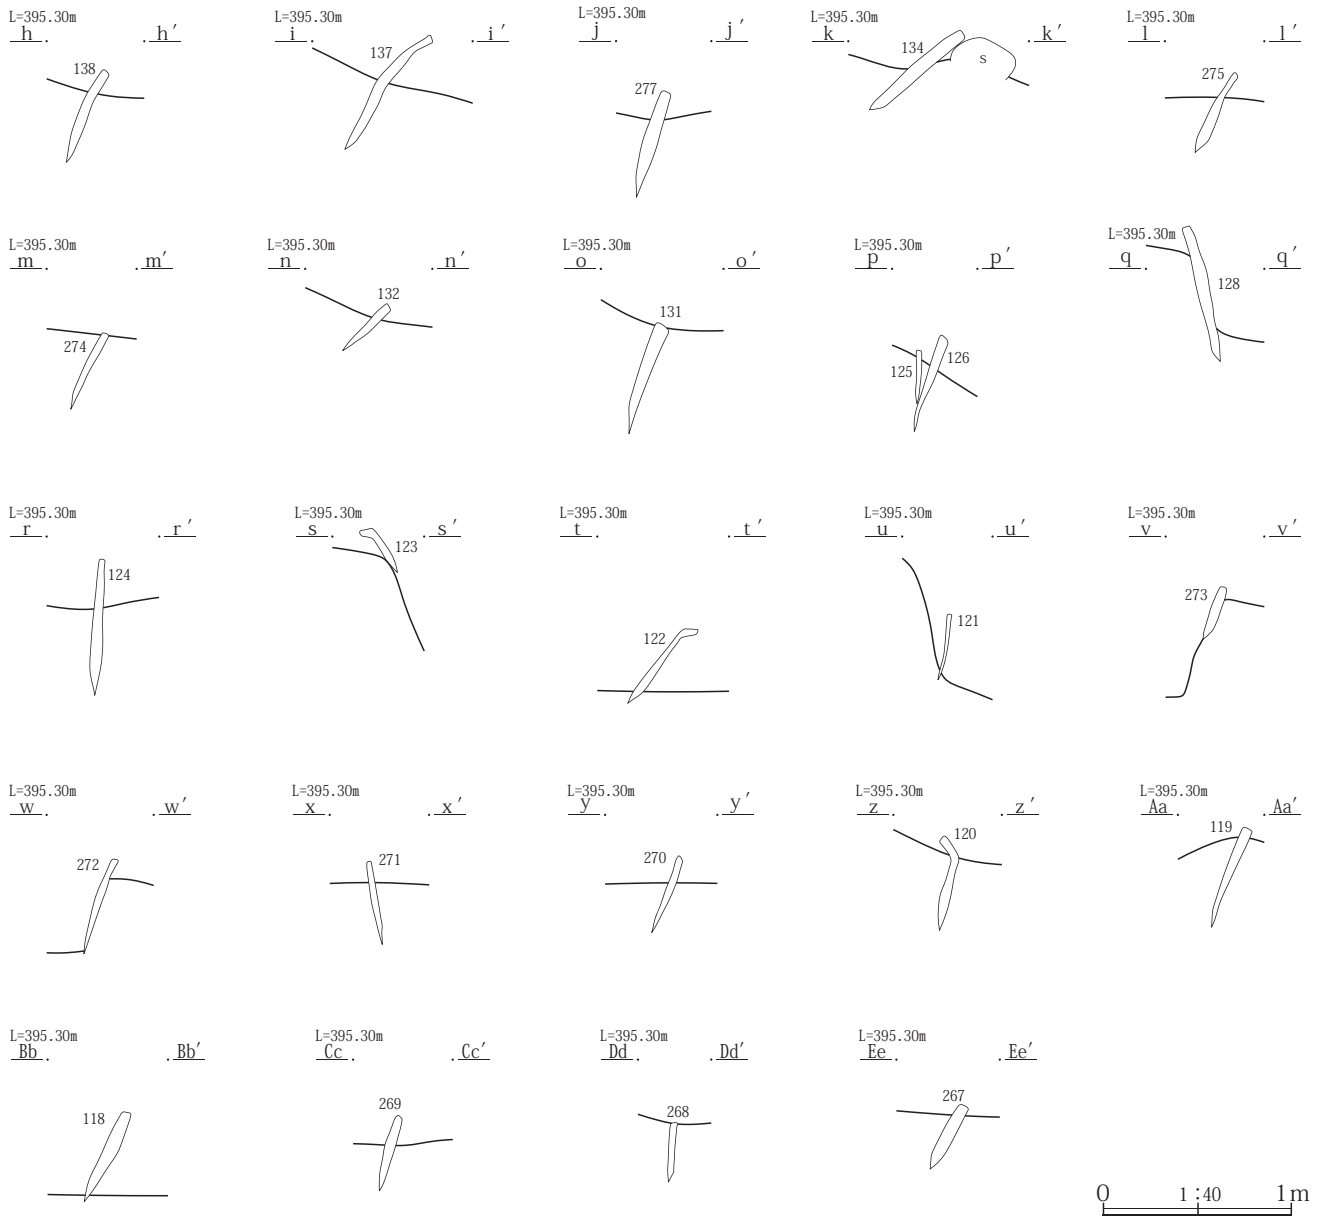 L=395.30m L=395.30m L=395.30m L=395.30m L=395.30m
h h′ i i′ j j′ k k′ l l′
138 137 277 134 s 275
L=395.30m L=395.30m L=395.30m L=395.30m L=395.30m
m m′ n n′ o o′ p p′ q q′
274 132 131 125 126 128
L=395.30m L=395.30m L=395.30m L=395.30m L=395.30m
r r′ s s′ t t′ u u′ v v′
124 123 122 121 273
L=395.30m L=395.30m L=395.30m L=395.30m L=395.30m
w w′ x x′ y y′ z z′ Aa Aa′
272 271 270 120 119
L=395.30m L=395.30m L=395.30m L=395.30m
Bb Bb′ Cc Cc′ Dd Dd′ Ee Ee′
118 269 268 267
0 1:40 1m